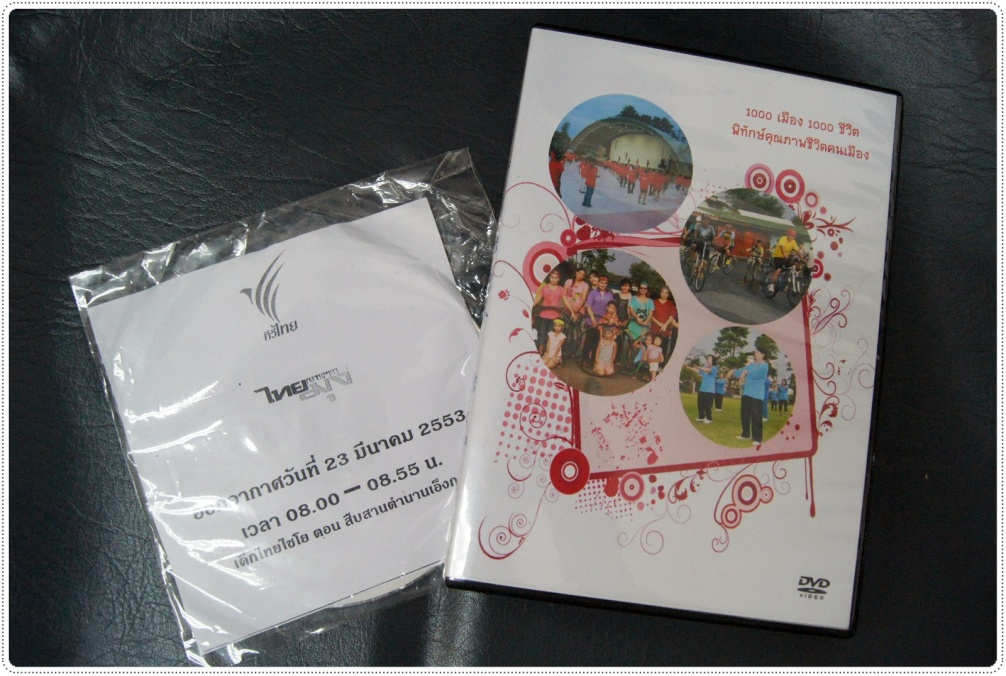 ทีวีไทย
ไทย
ออกอากาศวันที่ 23 มีนาคม 2553
เวลา 08.00 – 08.55 น.
เด็กไทยไชโย ตอน สืบสานตำนานเอ็งก
1000 เมือง 1000 ชีวิต
พิทักษ์คุณภาพชีวิตคนเมือง
DVD
VIDEO